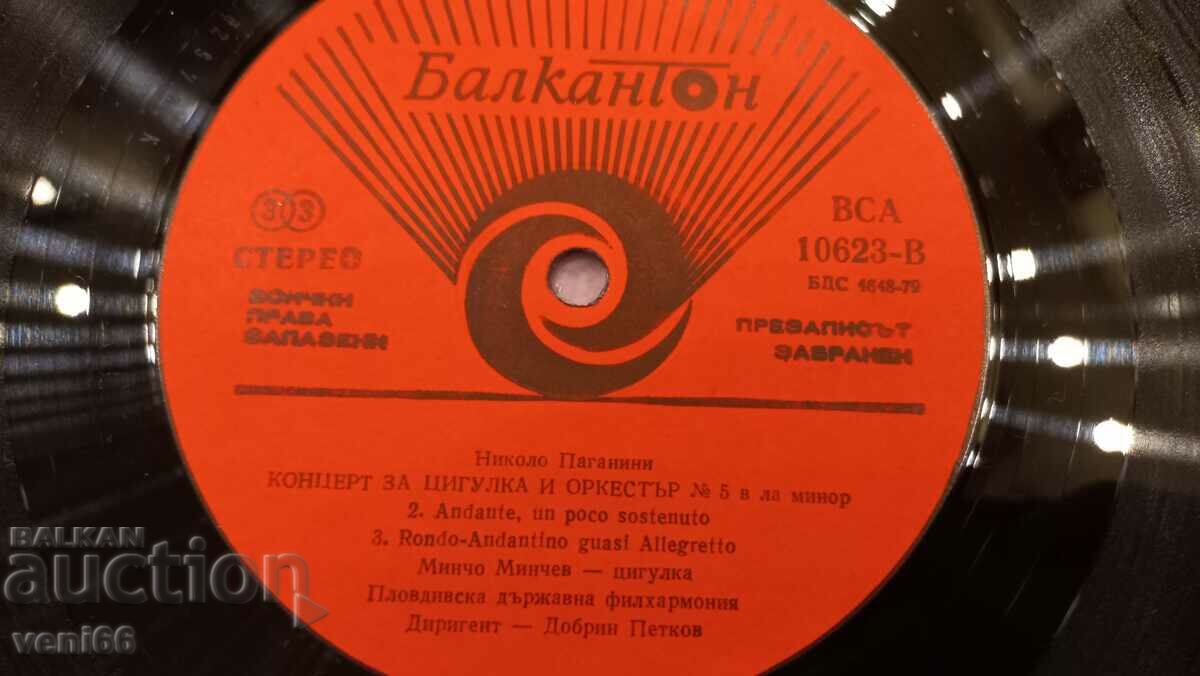 БалканТон
33
СТЕРЕО
ВСИЧКИ
ПРАВА
ЗАПАЗЕНИ
ВСА
10623-В
БДС 4648-79
ПРЕЗАПИСЪТ
ЗАБРАНЕН
Николо Паганини
КОНЦЕРТ ЗА ЦИГУЛКА И ОРКЕСТЪР № 5 в ла минор
2. Andante, un poco sostenuto
3. Rondo-Andantino guasi Allegretto
Минчо Минчев — цигулка
Пловдивска държавна филхармония
Диригент — Добрин Петков
BALKAN
auction
veni66